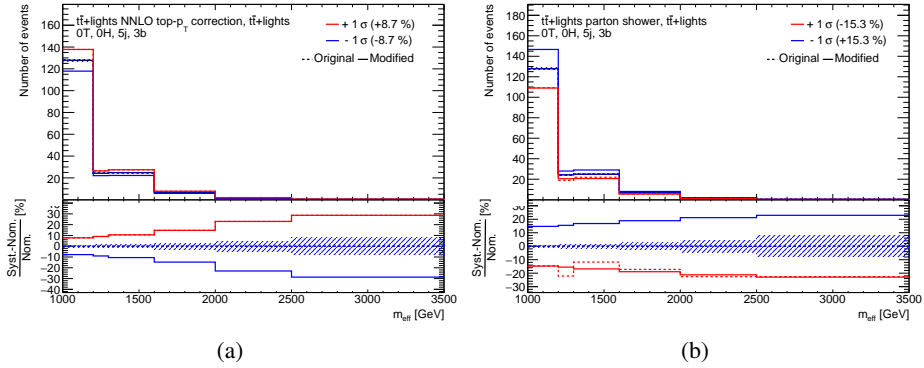 tt̄+lights NNLO top-p_T correction, tt̄+lights
0T, 0H, 5j, 3b
+ 1 σ (+8.7 %)
- 1 σ (-8.7 %)
Original Modified
Number of events
160
140
120
100
80
60
40
20
Syst.-Nom.
Nom. [%]
30
20
10
0
−10
−20
−30
−40
1000 1500 2000 2500 3000 3500
m_eff [GeV]
(a)
tt̄+lights parton shower, tt̄+lights
0T, 0H, 5j, 3b
+ 1 σ (-15.3 %)
- 1 σ (+15.3 %)
Original Modified
Number of events
180
160
140
120
100
80
60
40
20
Syst.-Nom.
Nom. [%]
30
20
10
0
−10
−20
−30
1000 1500 2000 2500 3000 3500
m_eff [GeV]
(b)